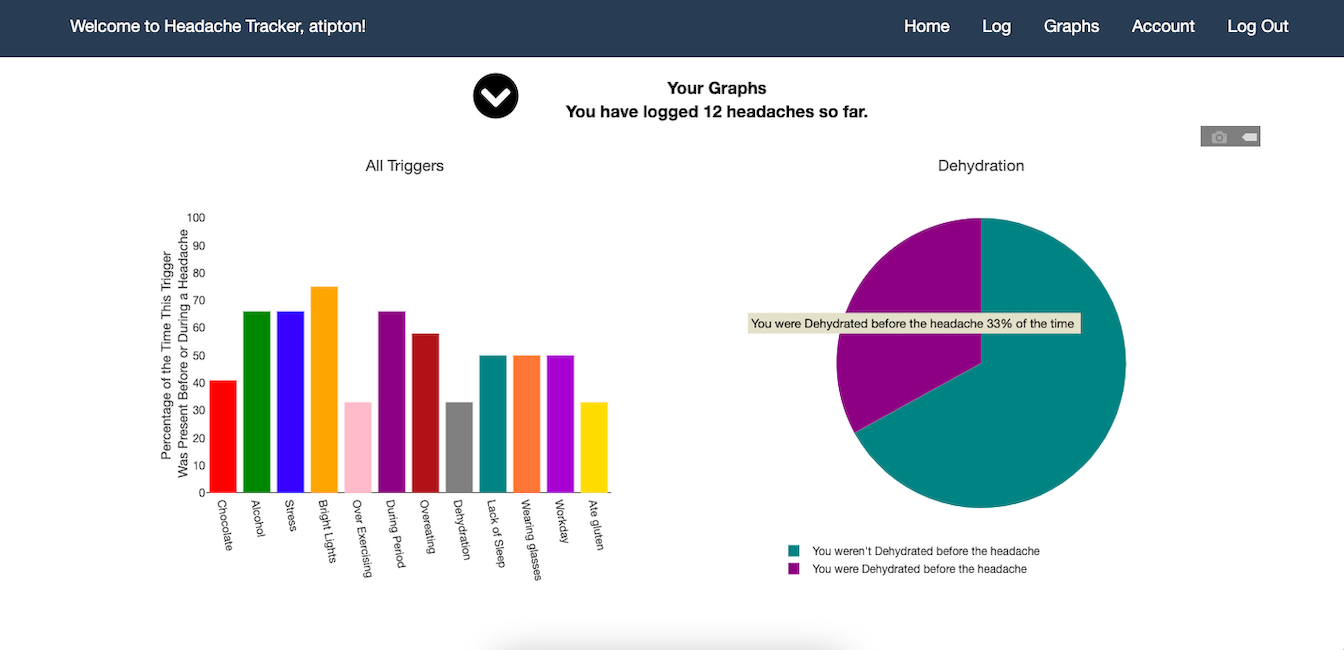 Welcome to Headache Tracker, atipton!
Home
Log
Graphs
Account
Log Out
Your Graphs
You have logged 12 headaches so far.
All Triggers
Percentage of the Time This Trigger
Was Present Before or During a Headache
100
90
80
70
60
50
40
30
20
10
0
Chocolate
Alcohol
Stress
Bright Lights
Over Exercising
During Period
Overeating
Dehydration
Lack of Sleep
Wearing glasses
Workday
Ate gluten
Dehydration
You were Dehydrated before the headache 33% of the time
You weren't Dehydrated before the headache
You were Dehydrated before the headache